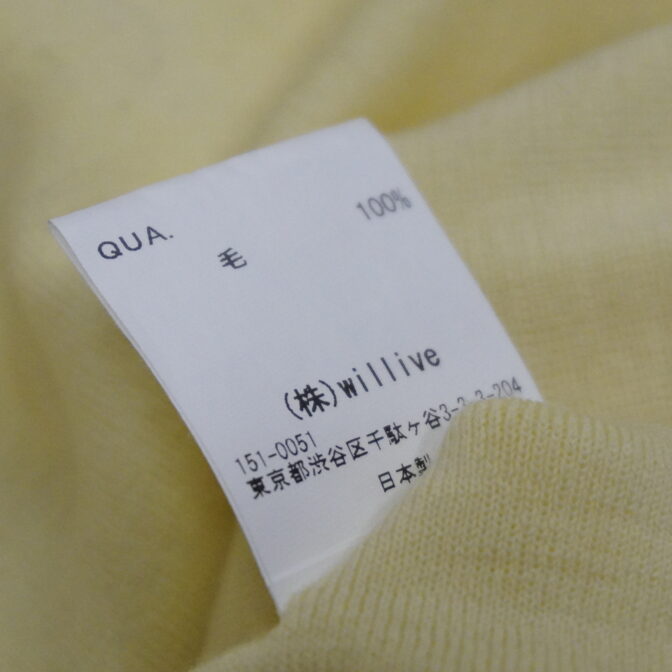 QUA.
毛 100%
(株)willive
151-0051
東京都渋谷区千駄ヶ谷3-3-3-204
日本製